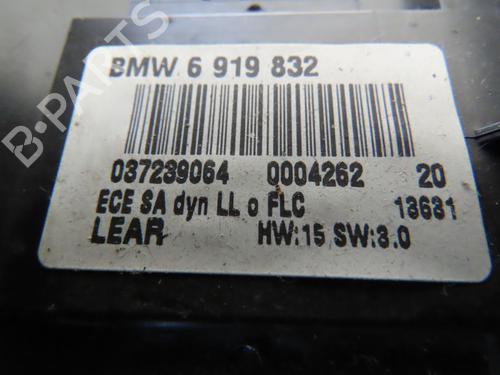 BMW 6 919 832
037239064 0004262 20
ECE SA dyn LL o FLC 13631
LEAR HW:15 SW:3.0
B-PARTS